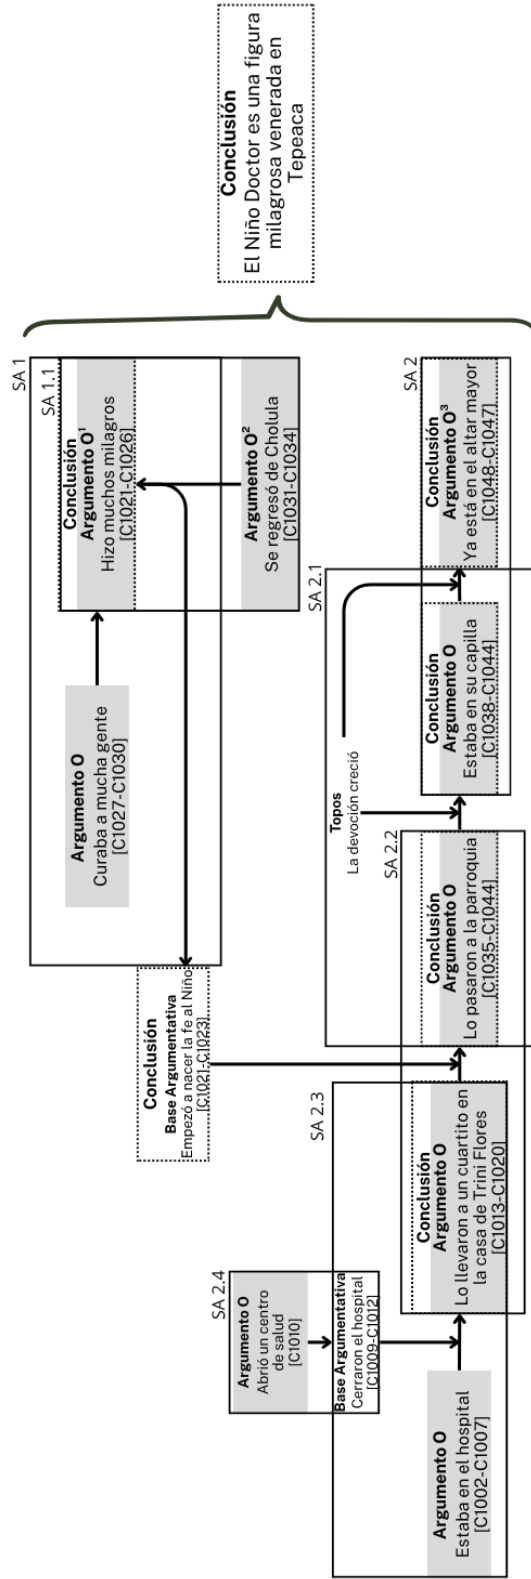 SA 1
SA 1.1
Argumento O
Curaba a mucha gente
[C1027-C1030]
Conclusión
Argumento O¹
Hizo muchos milagros
[C1021-C1026]
Argumento O²
Se regresó de Cholula
[C1031-C1034]
Conclusión
Base Argumentativa
Empezó a nacer la fe al Niño
[C1021-C1023]
SA 2.4
Argumento O
Abrió un centro
de salud
[C1010]
Base Argumentativa
Cerraron el hospital
[C1009-C1012]
SA 2.3
Argumento O
Estaba en el hospital
[C1002-C1007]
Conclusión
Argumento O
Lo llevaron a un cuartito en
la casa de Trini Flores
[C1013-C1020]
SA 2.2
Conclusión
Argumento O
Lo pasaron a la parroquia
[C1035-C1044]
Topos
La devoción creció
SA 2.1
Conclusión
Argumento O
Estaba en su capilla
[C1038-C1044]
SA 2
Conclusión
Argumento O³
Ya está en el altar mayor
[C1048-C1047]
Conclusión
El Niño Doctor es una figura
milagrosa venerada en
Tepeaca